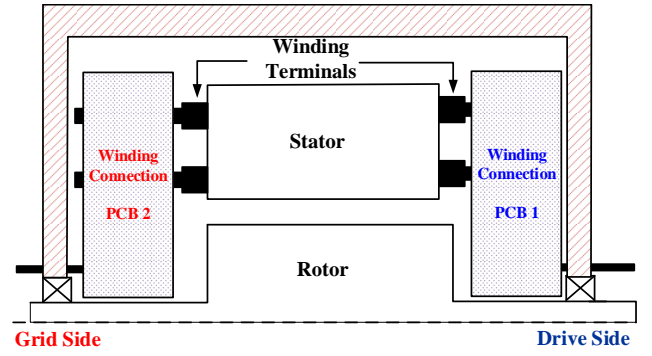 Winding
Terminals
Stator
Winding
Connection
PCB 2
Winding
Connection
PCB 1
Rotor
Grid Side
Drive Side